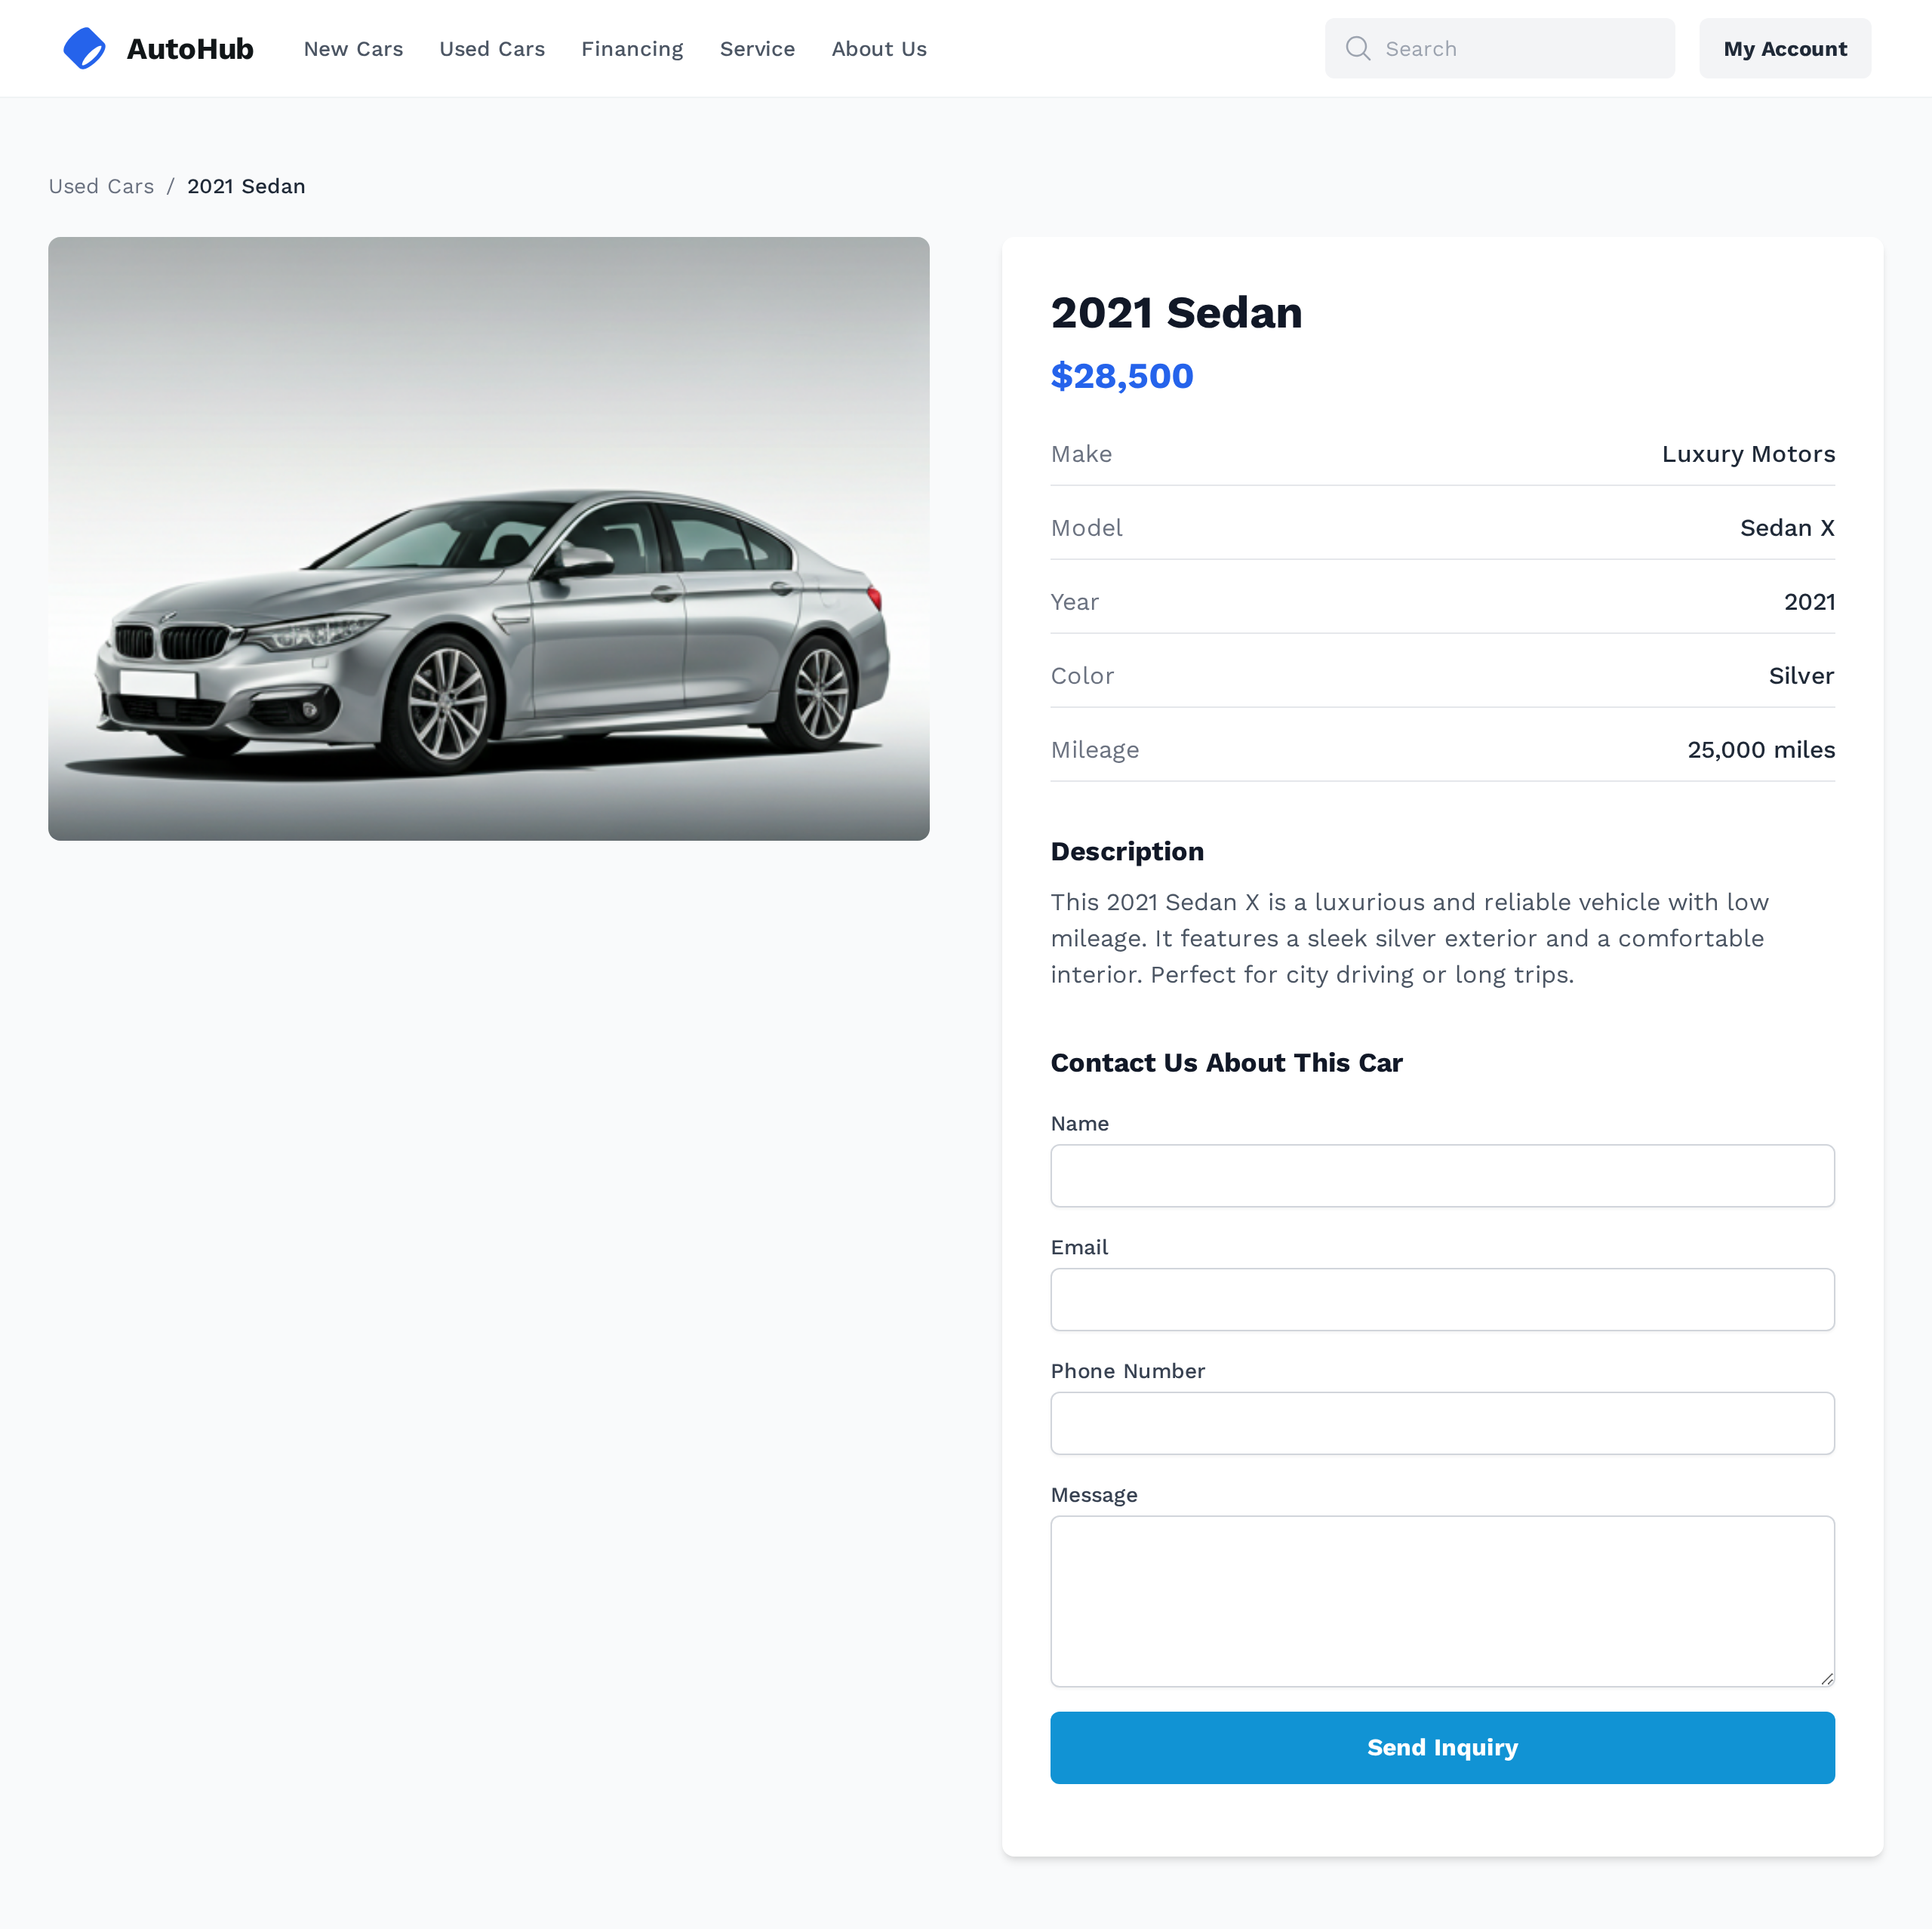 AutoHub
New Cars
Used Cars
Financing
Service
About Us
Search
My Account
Used Cars / 2021 Sedan
2021 Sedan
$28,500
Make Luxury Motors
Model Sedan X
Year 2021
Color Silver
Mileage 25,000 miles
Description
This 2021 Sedan X is a luxurious and reliable vehicle with low
mileage. It features a sleek silver exterior and a comfortable
interior. Perfect for city driving or long trips.
Contact Us About This Car
Name
Email
Phone Number
Message
Send Inquiry